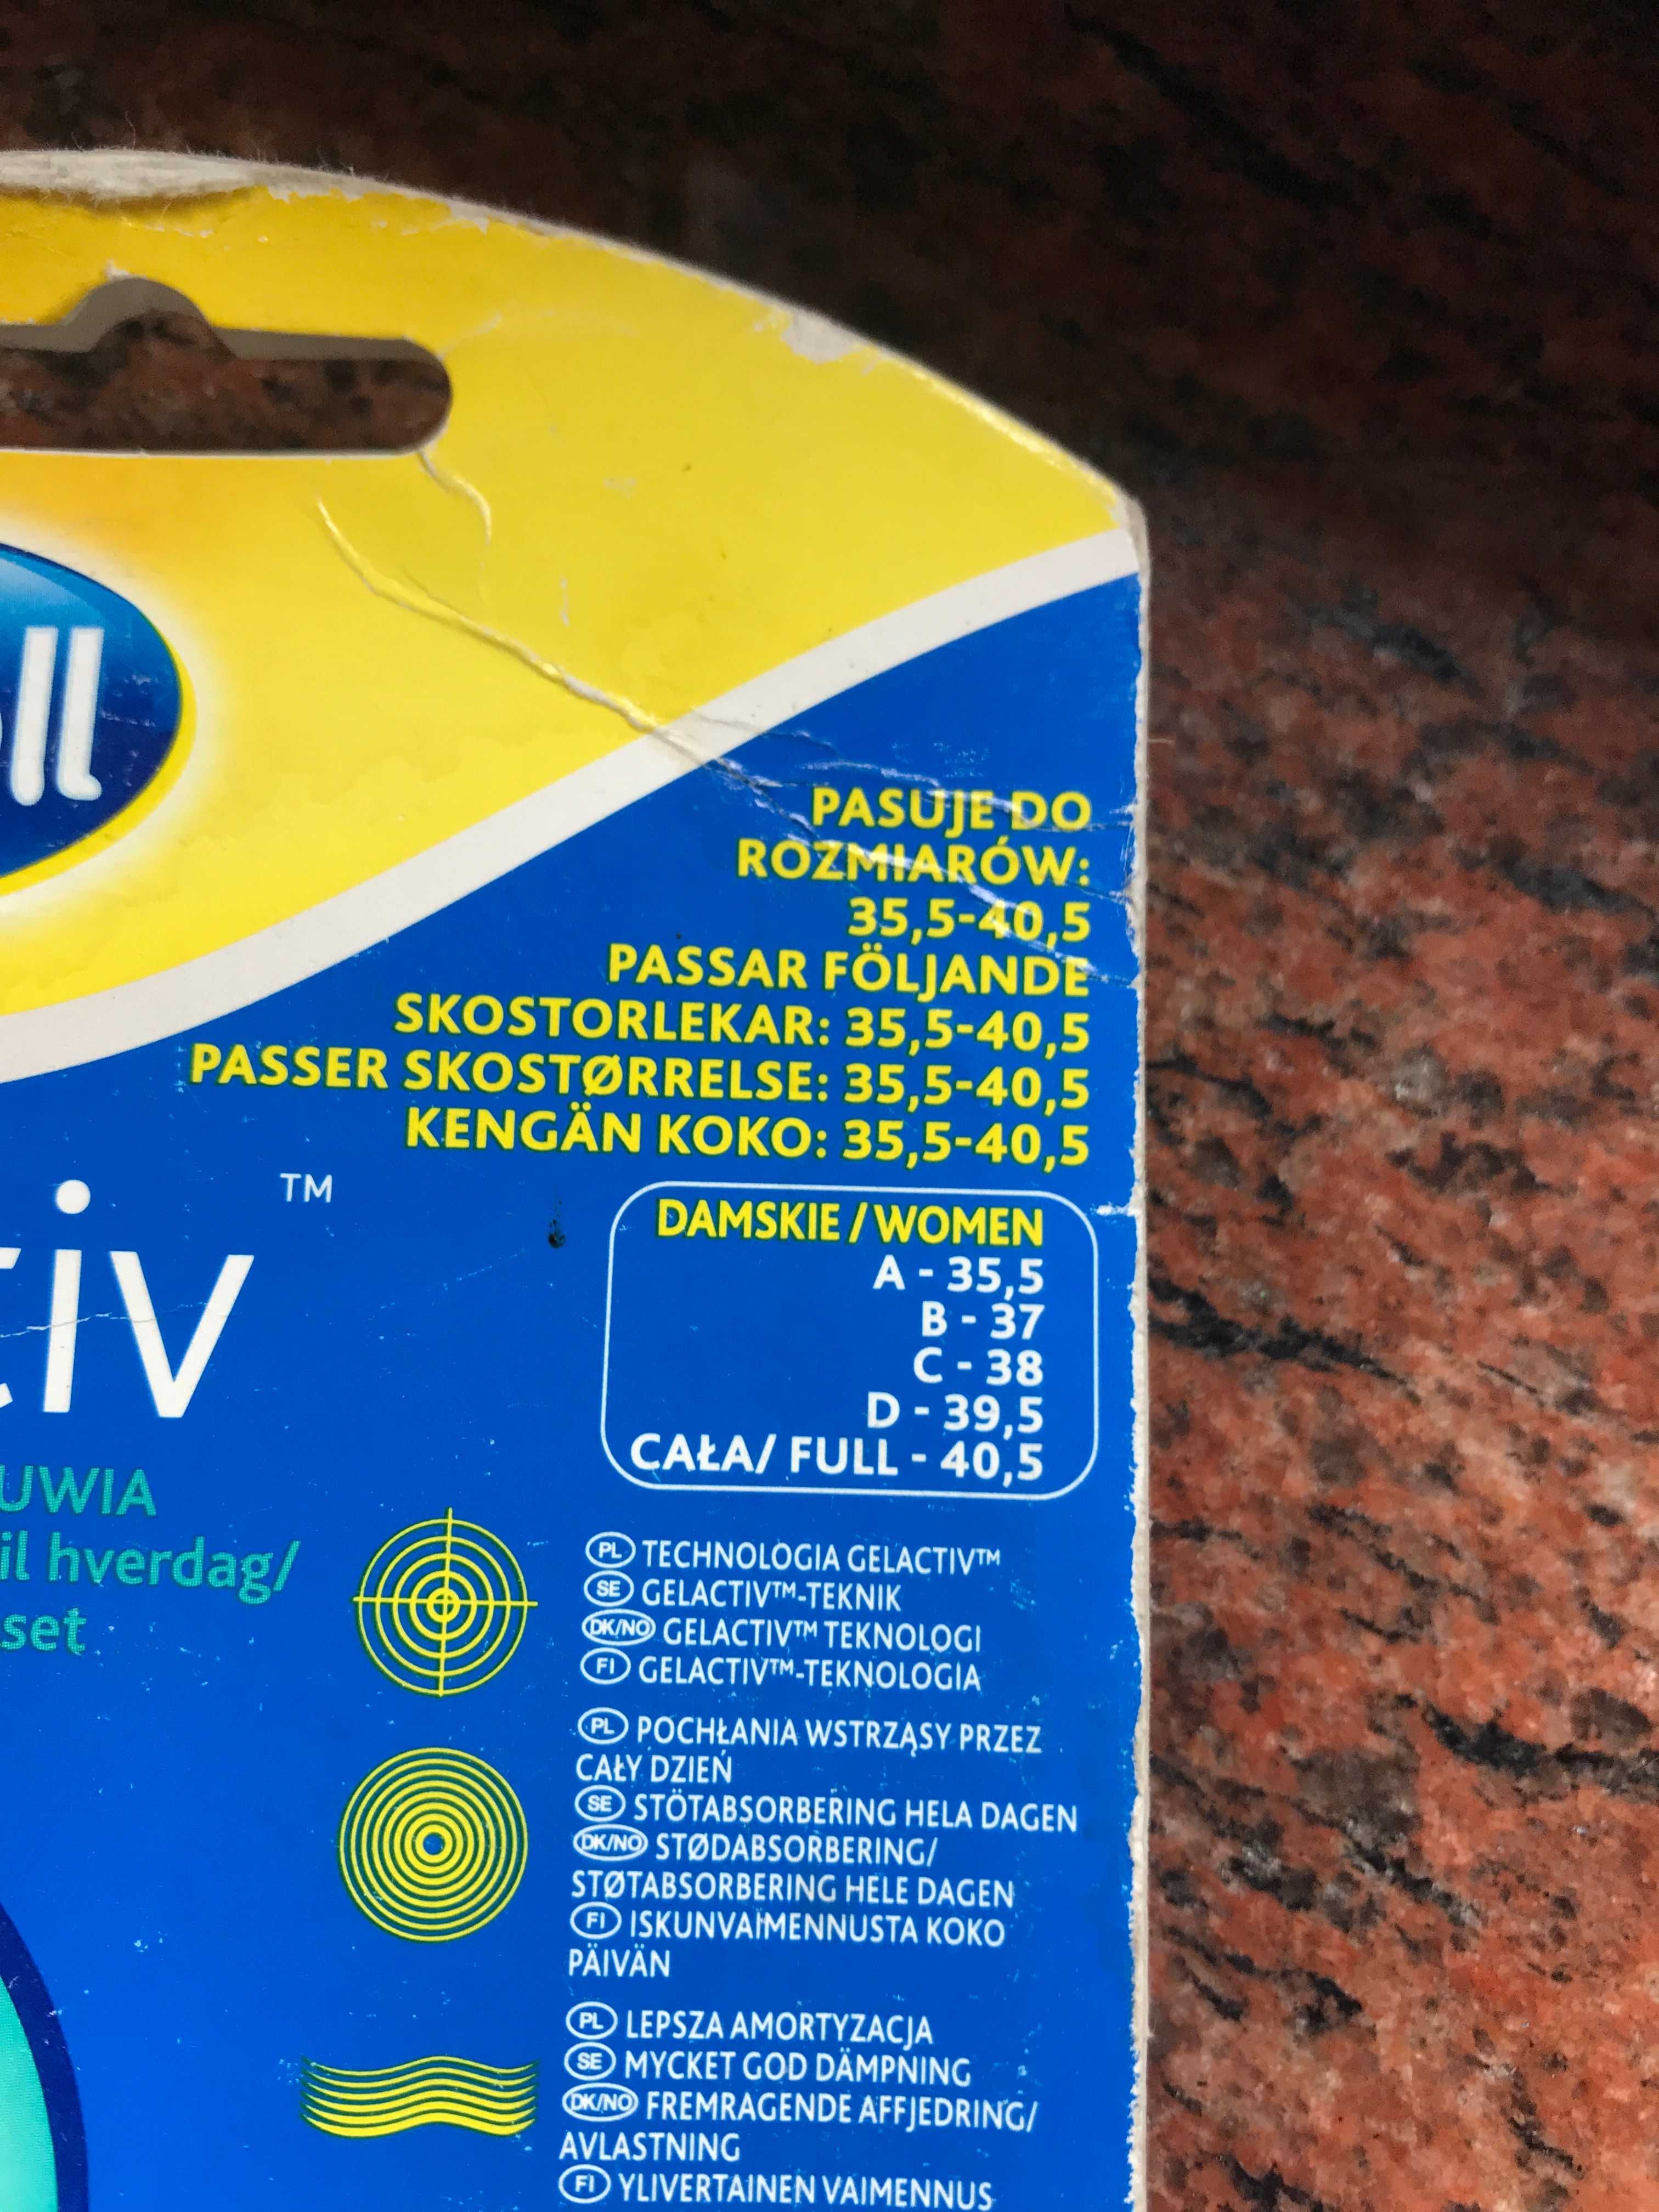 ll
PASUJE DO
ROZMIARÓW:
35,5-40,5
PASSAR FÖLJANDE
SKOSTORLEKAR: 35,5-40,5
PASSER SKOSTØRRELSE: 35,5-40,5
KENGÄN KOKO: 35,5-40,5
tiv ™
DAMSKIE / WOMEN
A - 35,5
B - 37
C - 38
D - 39,5
CAŁA/ FULL - 40,5
UWIA
il hverdag/
set
PL TECHNOLOGIA GELACTIV™
SE GELACTIV™-TEKNIK
DK/NO GELACTIV™ TEKNOLOGI
FI GELACTIV™-TEKNOLOGIA
PL POCHŁANIA WSTRZĄSY PRZEZ
CAŁY DZIEŃ
SE STÖTABSORBERING HELA DAGEN
DK/NO STØDABSORBERING/
STØTABSORBERING HELE DAGEN
FI ISKUNVAIMENNUSTA KOKO
PÄIVÄN
PL LEPSZA AMORTYZACJA
SE MYCKET GOD DÄMPNING
DK/NO FREMRAGENDE AFFJEDRING/
AVLASTNING
FI YLIVERTAINEN VAIMENNUS